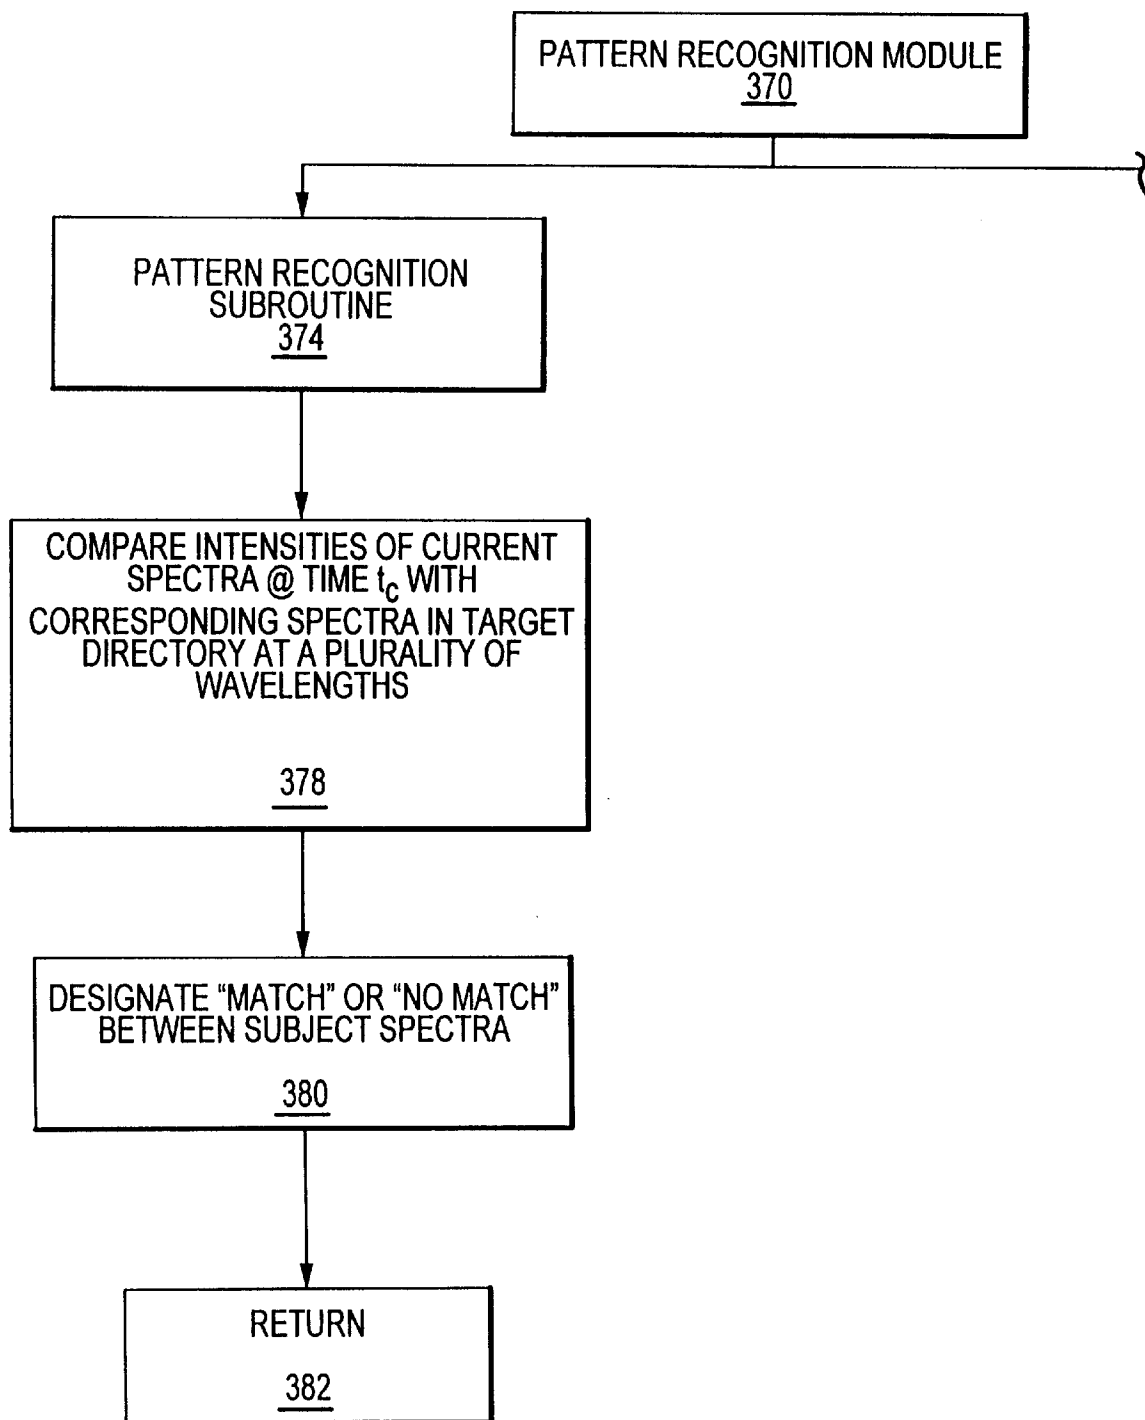 PATTERN RECOGNITION MODULE
370
PATTERN RECOGNITION
SUBROUTINE
374
COMPARE INTENSITIES OF CURRENT
SPECTRA @ TIME tc WITH
CORRESPONDING SPECTRA IN TARGET
DIRECTORY AT A PLURALITY OF
WAVELENGTHS
378
DESIGNATE “MATCH” OR “NO MATCH”
BETWEEN SUBJECT SPECTRA
380
RETURN
382